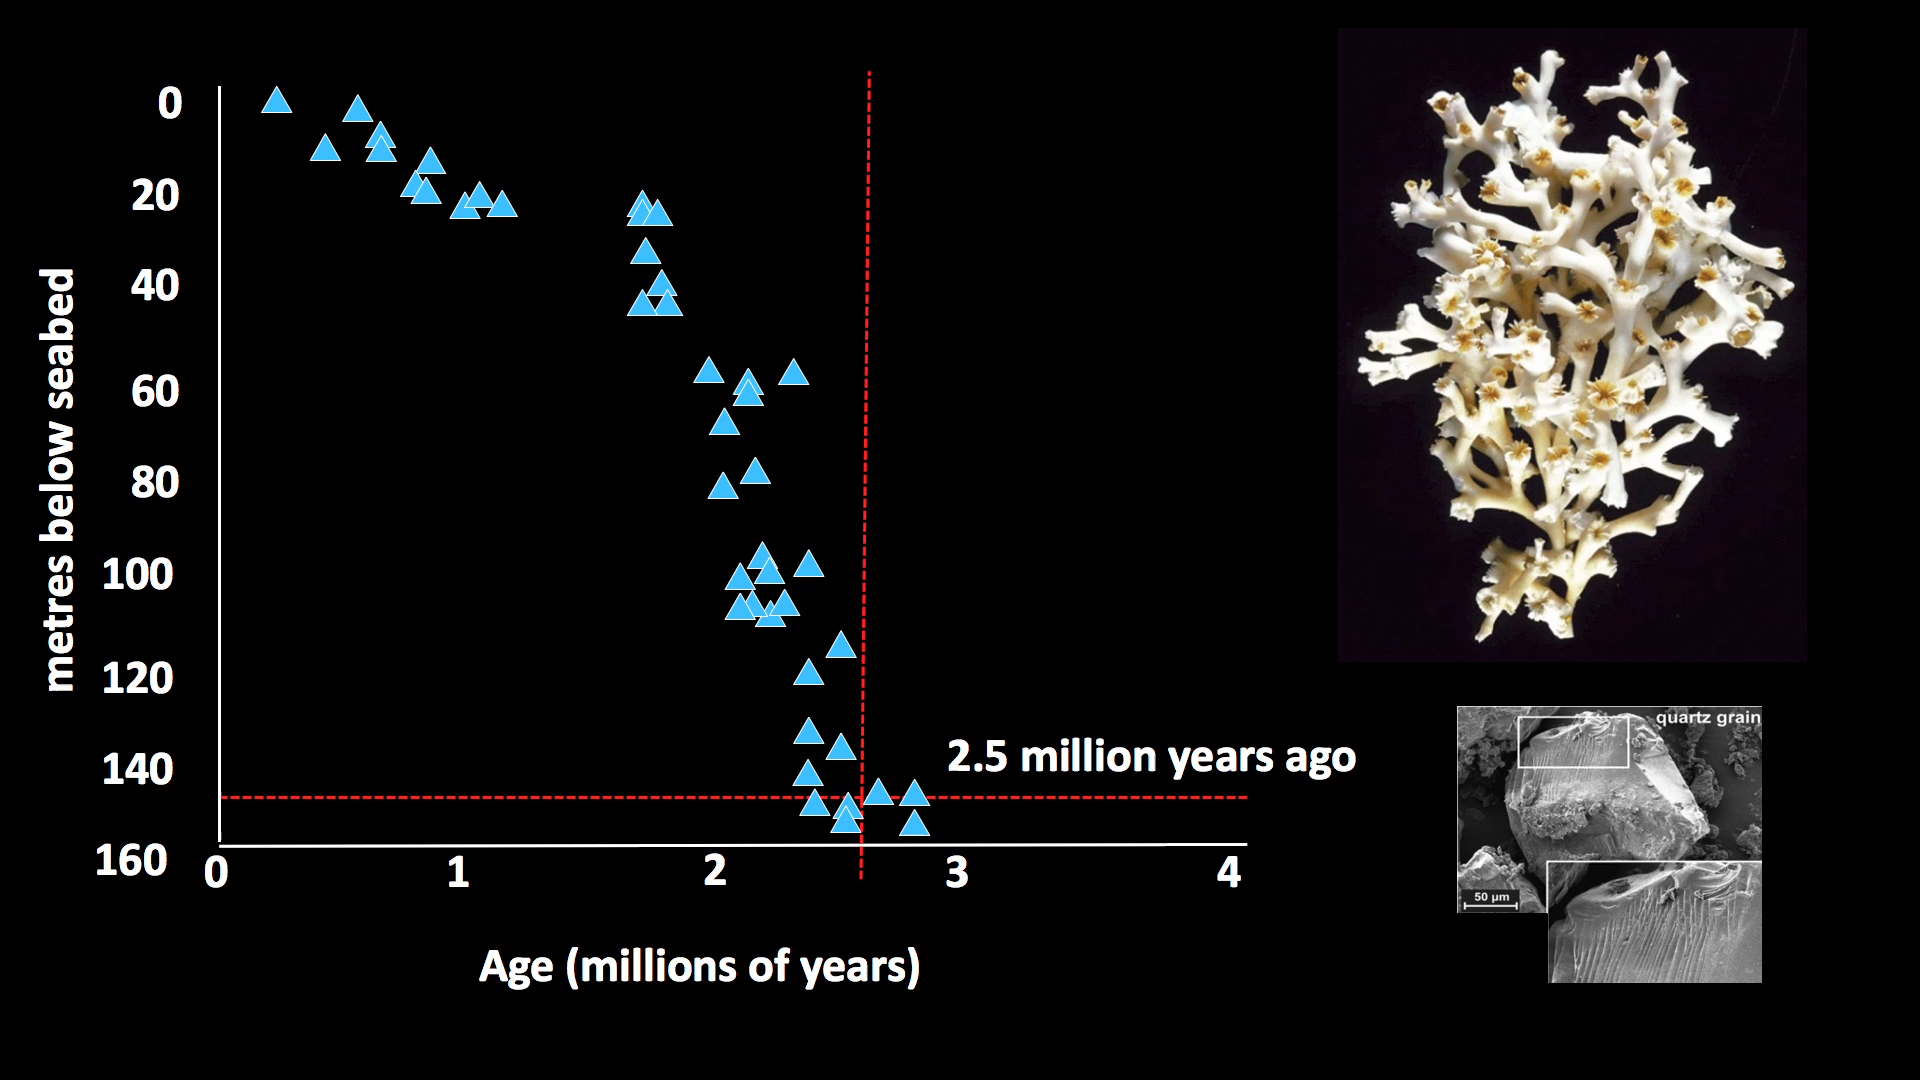 0
20
40
60
80
100
120
140
160
metres below seabed
0 1 2 3 4
Age (millions of years)
2.5 million years ago
quartz grain
50 µm